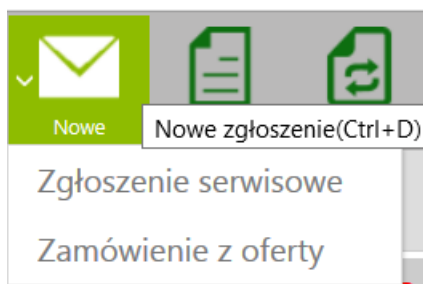 Nowe
Nowe zgłoszenie(Ctrl+D)
Zgłoszenie serwisowe
Zamówienie z oferty